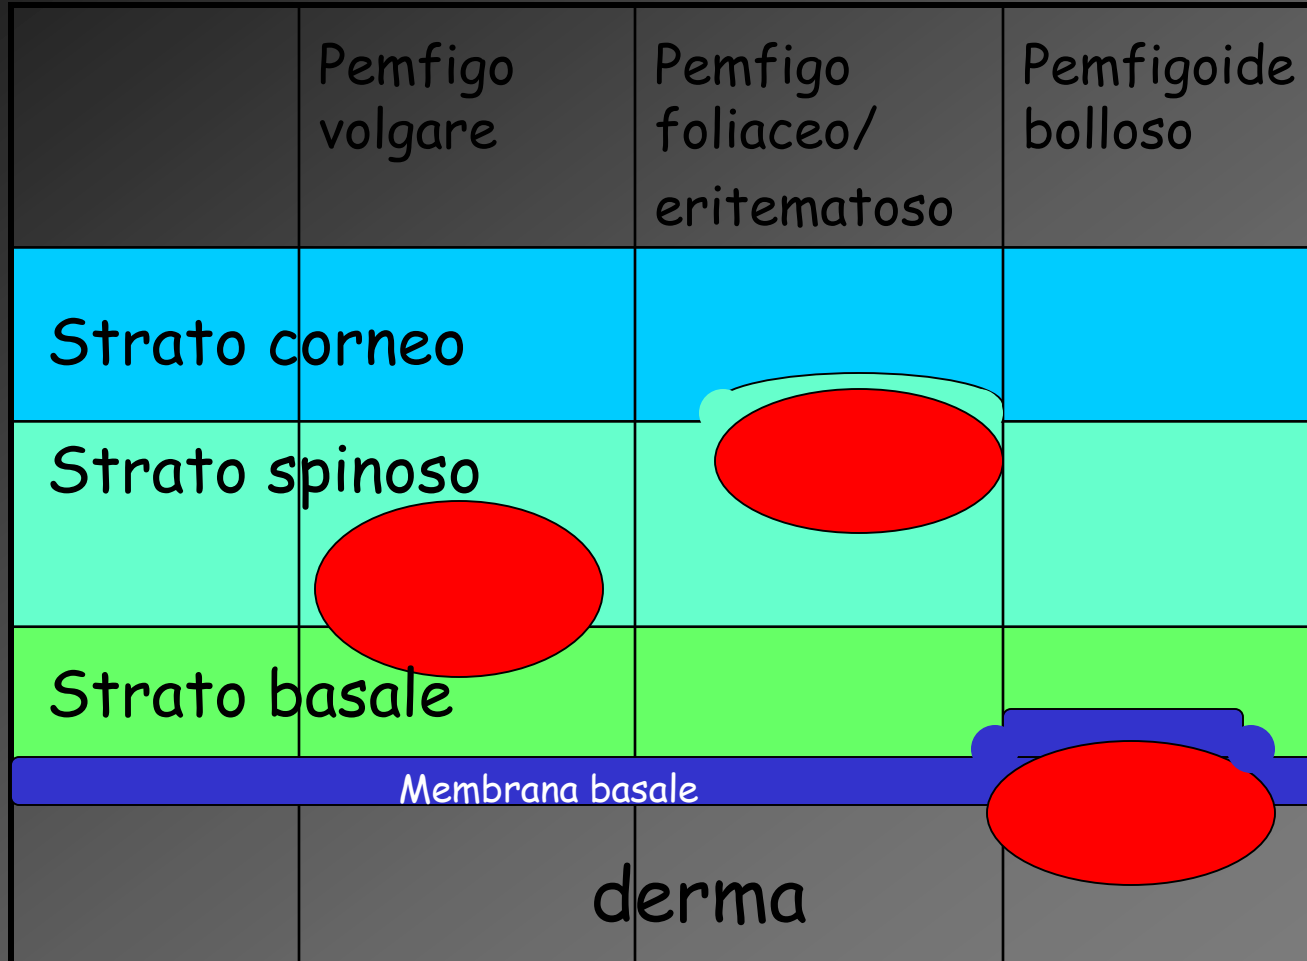 Pemfigo
volgare
Pemfigo
foliaceo/
eritematoso
Pemfigoide
bolloso
Strato corneo
Strato spinoso
Strato basale
Membrana basale
derma